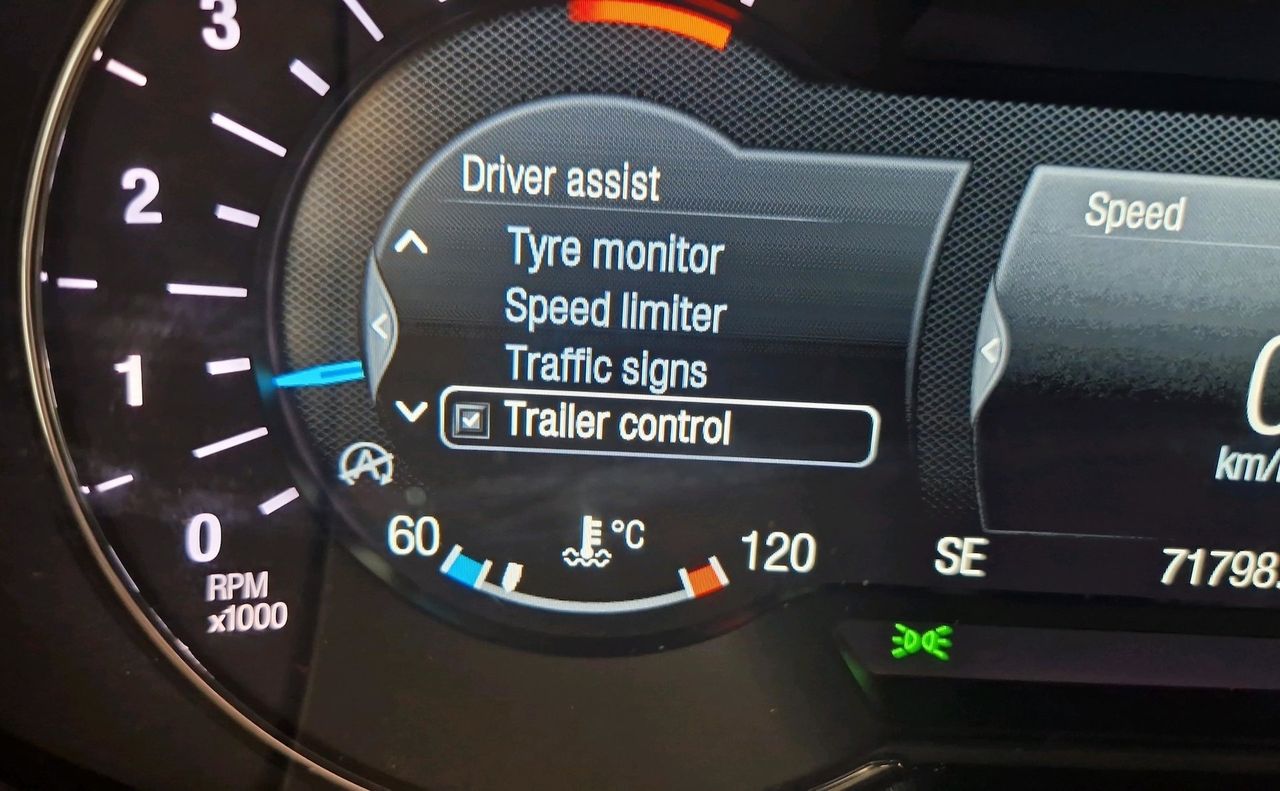 3
2
1
0
RPM
x1000
Driver assist
Tyre monitor
Speed limiter
Traffic signs
Trailer control
A
60
°C
120
Speed
km/
SE
71798